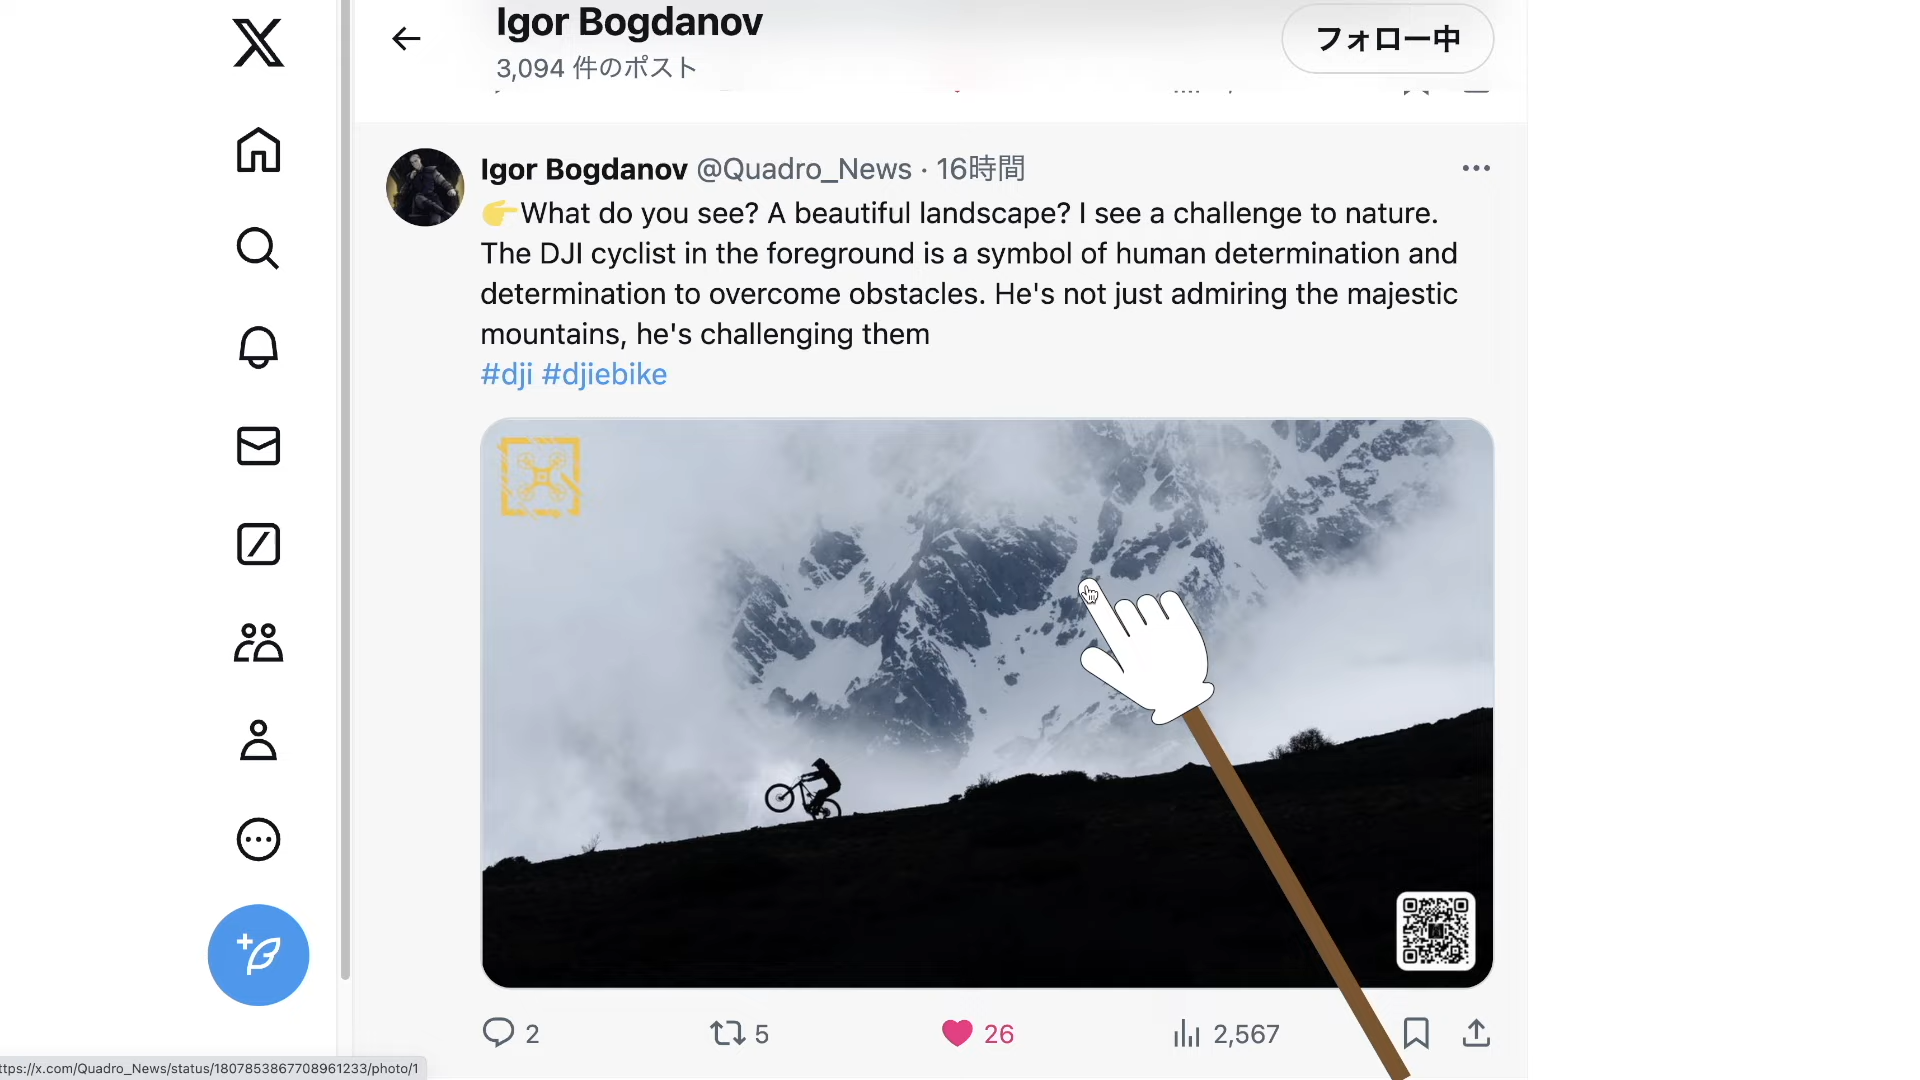 Igor Bogdanov
3,094 件のポスト
フォロー中
Igor Bogdanov @Quadro_News · 16時間
👉What do you see? A beautiful landscape? I see a challenge to nature.
The DJI cyclist in the foreground is a symbol of human determination and
determination to overcome obstacles. He's not just admiring the majestic
mountains, he's challenging them
#dji #djiebike
2
5
26
2,567
ttps://x.com/Quadro_News/status/1807853867708961233/photo/1